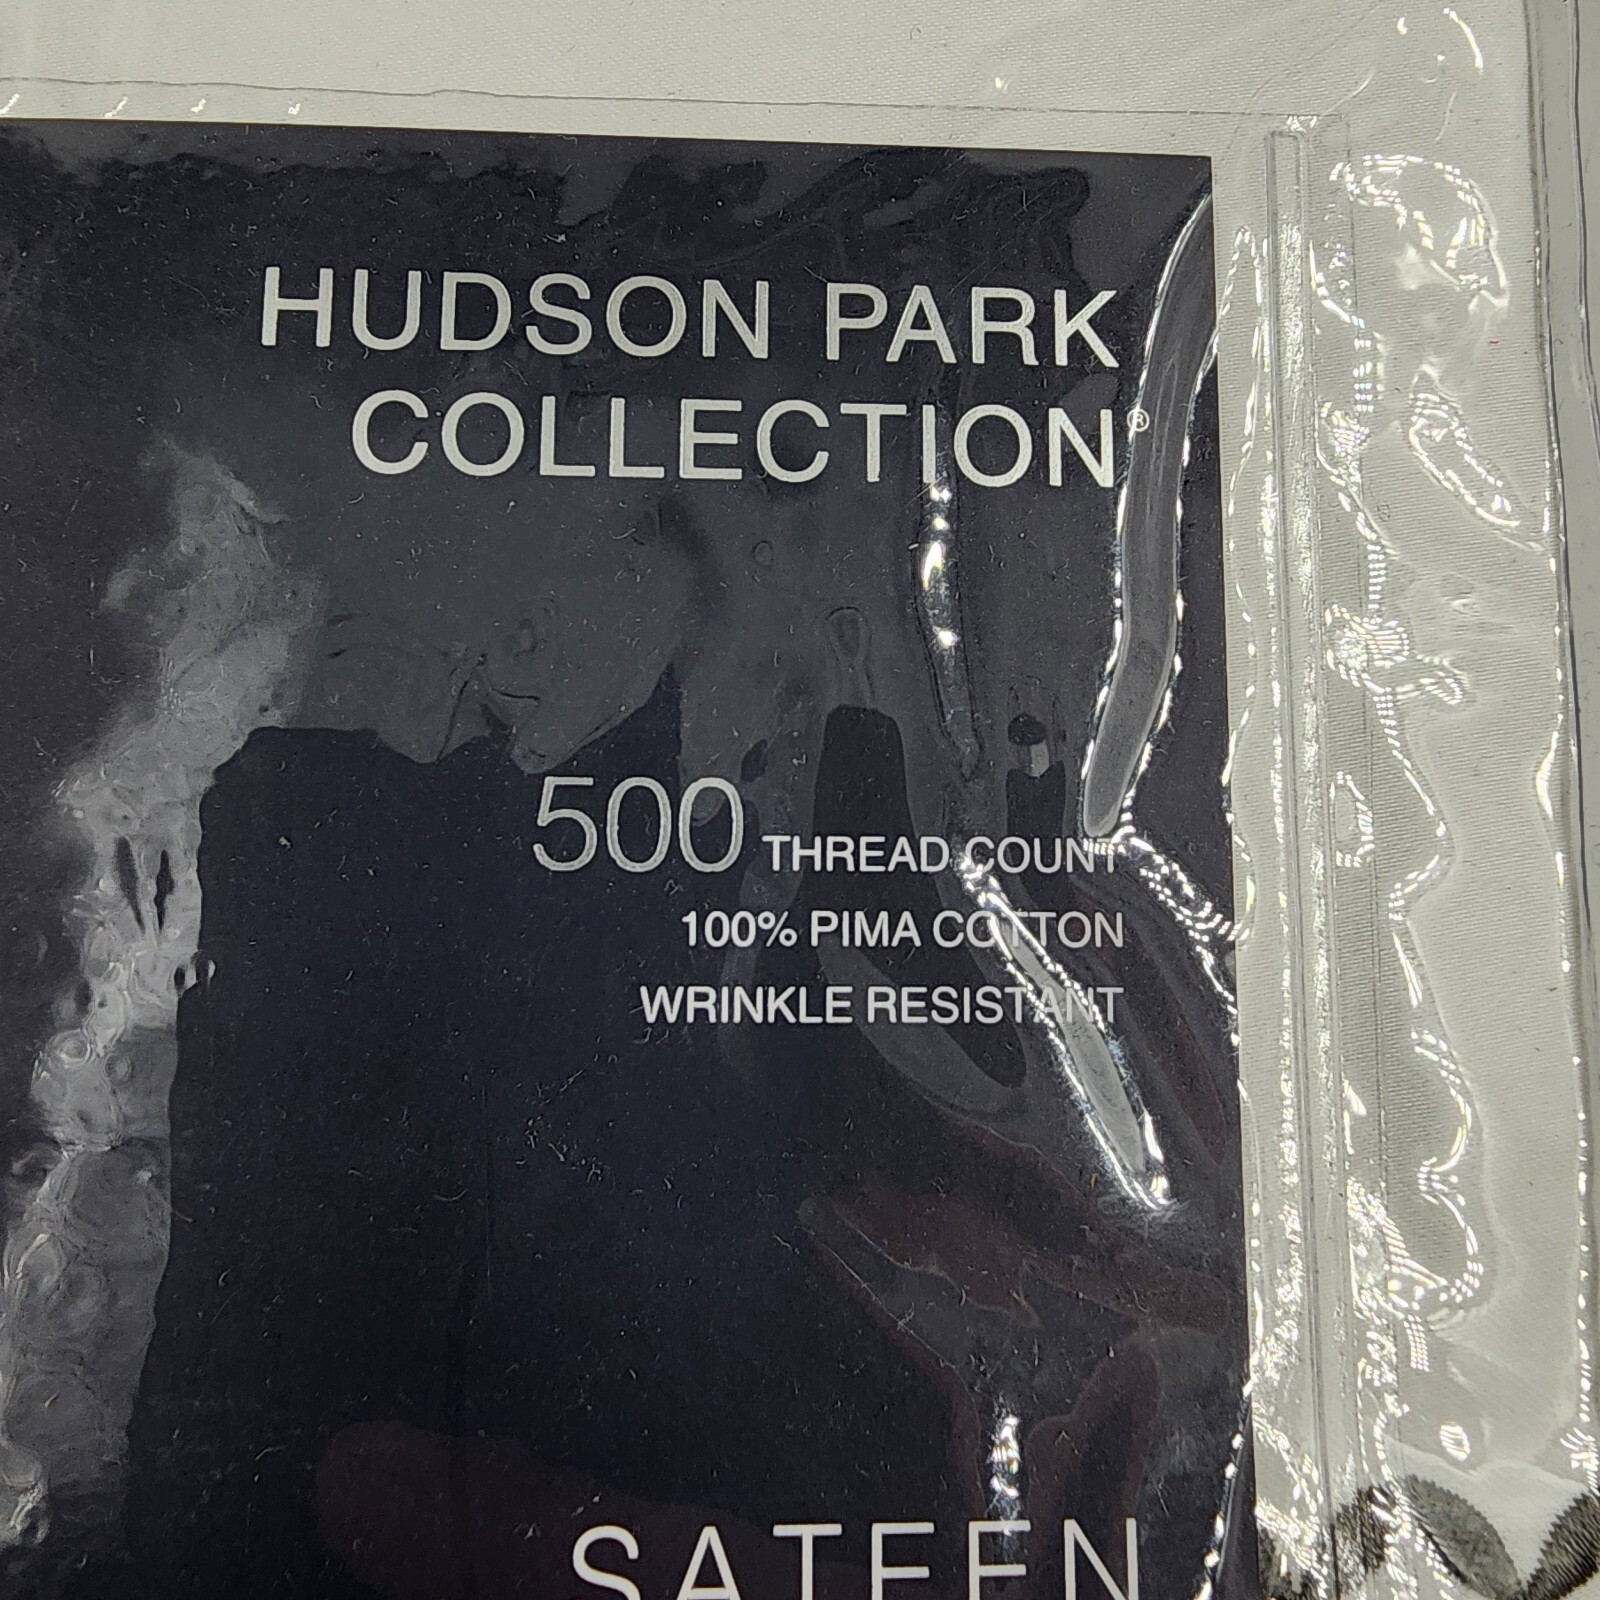 HUDSON PARK
COLLECTION®
500 THREAD COUNT
100% PIMA COTTON
WRINKLE RESISTANT
SATEEN